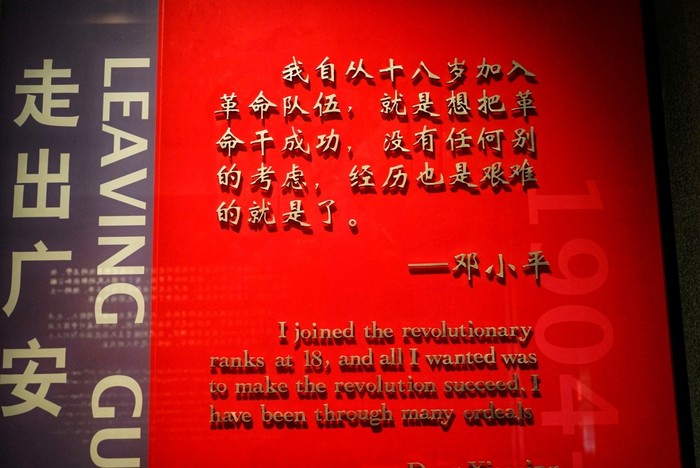 走出广安
LEAVING GU
我自从十八岁加入
革命队伍，就是想把革
命干成功，没有任何别
的考虑，经历也是艰难
的就是了。
—邓小平
I joined the revolutionary
ranks at 18, and all I wanted was
to make the revolution succeed. I
have been through many ordeals
1904-